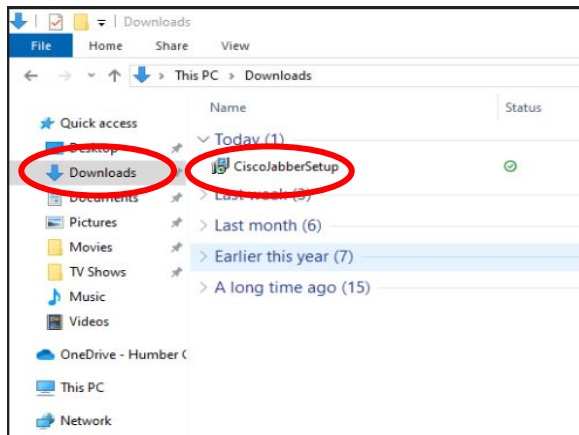 Downloads
File Home Share View
This PC > Downloads
Name Status
Quick access
Desktop
Downloads
Documents
Pictures
Movies
TV Shows
Music
Videos
OneDrive - Humber C
This PC
Network
Today (1)
CiscoJabberSetup
Last week (3)
Last month (6)
Earlier this year (7)
A long time ago (15)